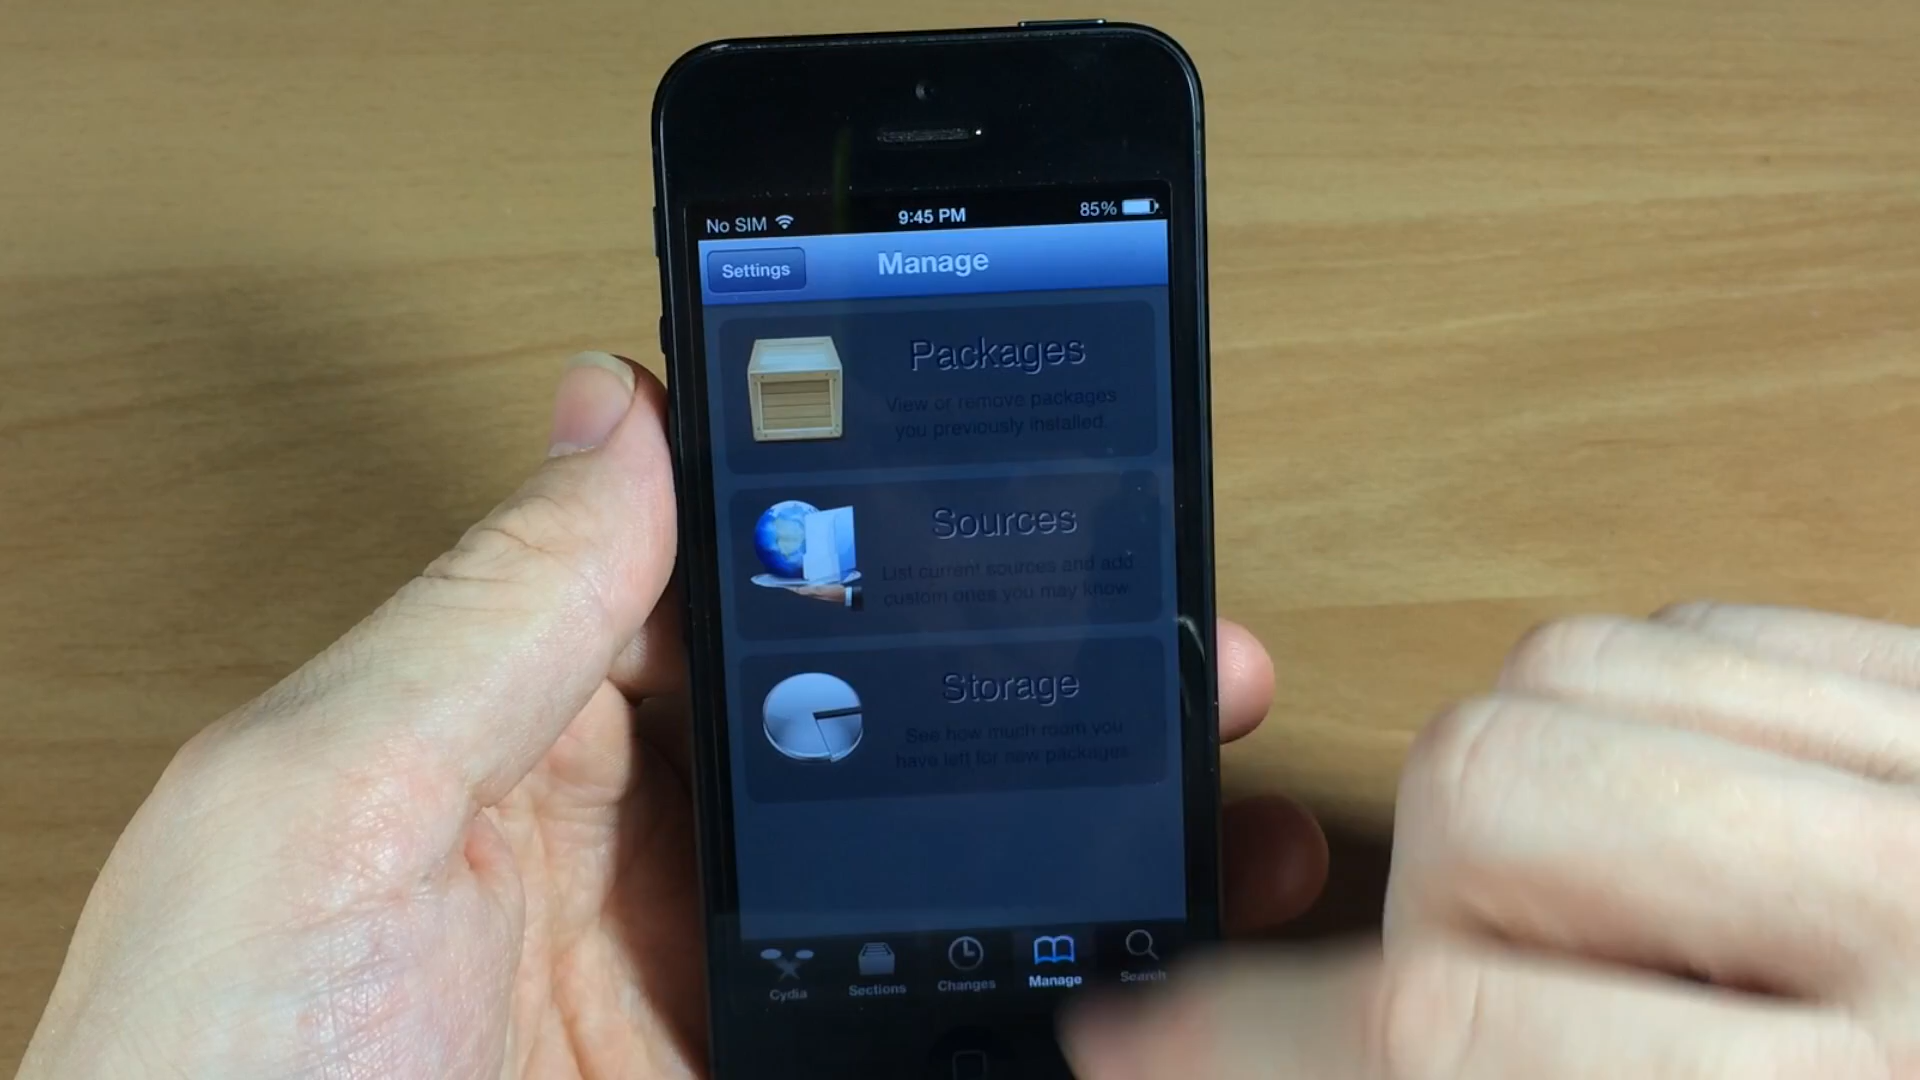 No SIM 9:45 PM 85%
Settings Manage
Packages
View or remove packages
you previously installed.
Sources
List current sources and add
custom ones you may know
Storage
See how much room you
have left for new packages
Cydia Sections Changes Manage Search